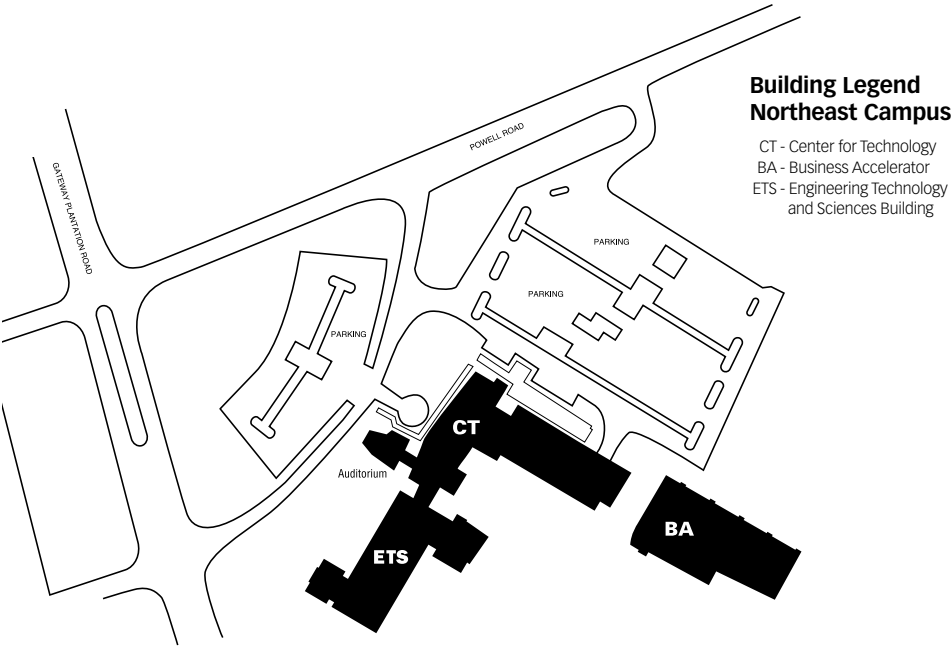 Building Legend
Northeast Campus
CT - Center for Technology
BA - Business Accelerator
ETS - Engineering Technology
and Sciences Building
POWELL ROAD
GATEWAY PLANTATION ROAD
PARKING
PARKING
PARKING
CT
Auditorium
BA
ETS